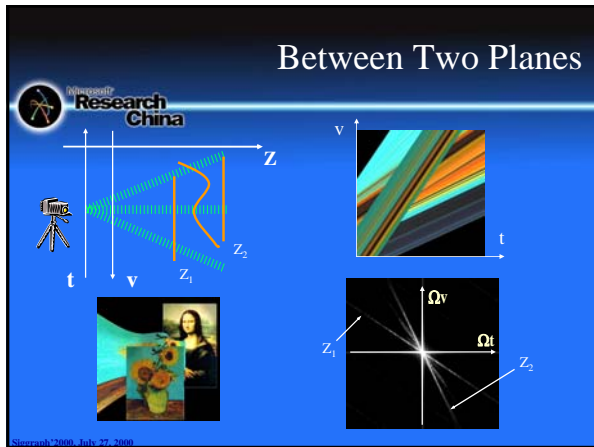 Between Two Planes
Microsoft
Research
China
Z
t
v
Z1
Z2
v
t
Ωv
Ωt
Z1
Z2
Siggraph'2000, July 27, 2000